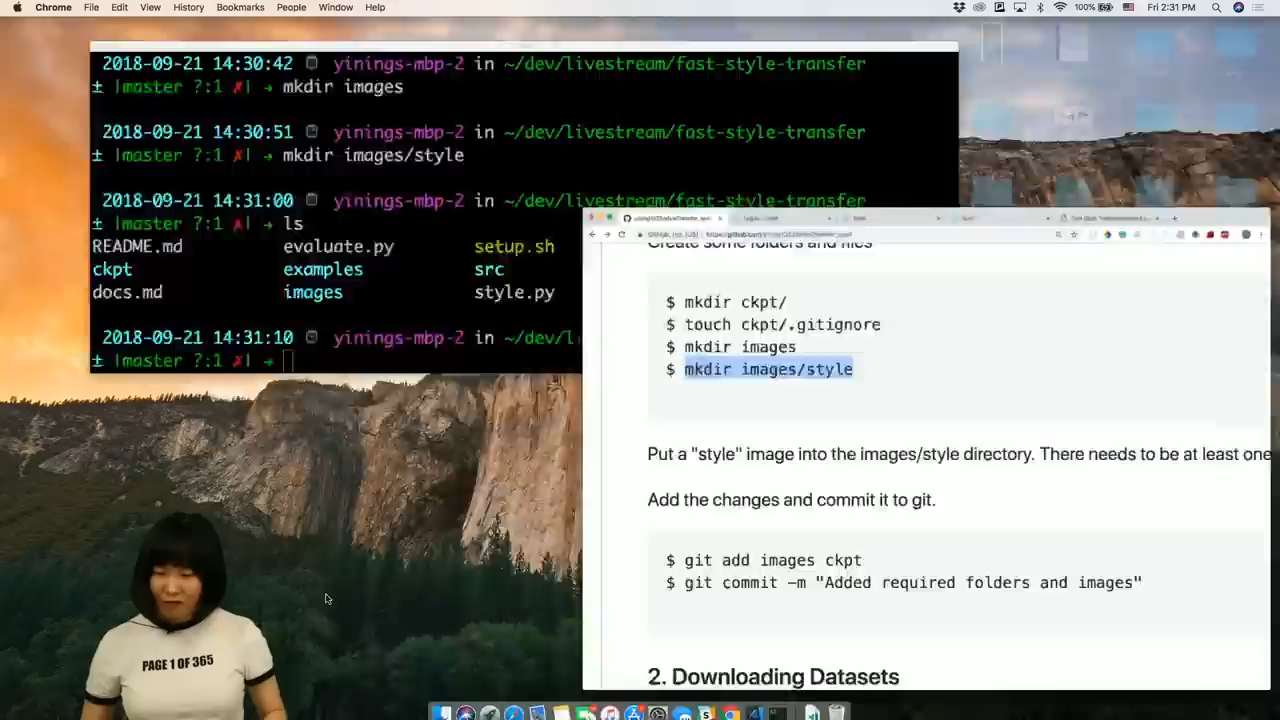 Chrome File Edit View History Bookmarks People Window Help 100% Fri 2:31 PM
2018-09-21 14:30:42 yinings-mbp-2 in ~/dev/livestream/fast-style-transfer
± |master ?:1 ✗| → mkdir images
2018-09-21 14:30:51 yinings-mbp-2 in ~/dev/livestream/fast-style-transfer
± |master ?:1 ✗| → mkdir images/style
2018-09-21 14:31:00 yinings-mbp-2 in ~/dev/livestream/fast-style-transfer
± |master ?:1 ✗| → ls
README.md evaluate.py setup.sh
ckpt examples src
docs.md images style.py
2018-09-21 14:31:10 yinings-mbp-2 in ~/dev/l
± |master ?:1 ✗| →
Create some folders and files
$ mkdir ckpt/
$ touch ckpt/.gitignore
$ mkdir images
$ mkdir images/style
Put a "style" image into the images/style directory. There needs to be at least one
Add the changes and commit it to git.
$ git add images ckpt
$ git commit -m "Added required folders and images"
2. Downloading Datasets
PAGE 1 OF 365